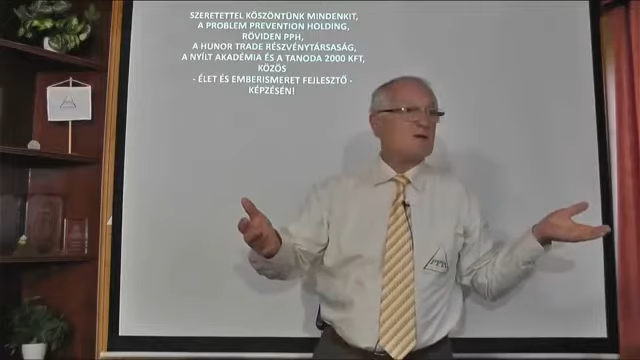 SZERETETTEL KÖSZÖNTÜNK MINDENKIT,
A PROBLEM PREVENTION HOLDING,
RÖVIDEN PPH,
A HUNOR TRADE RÉSZVÉNYTÁRSASÁG,
A NYÍLT AKADÉMIA ÉS A TANODA 2000 KFT,
KÖZÖS
- ÉLET ÉS EMBERISMERET FEJLESZTŐ -
KÉPZÉSÉN!